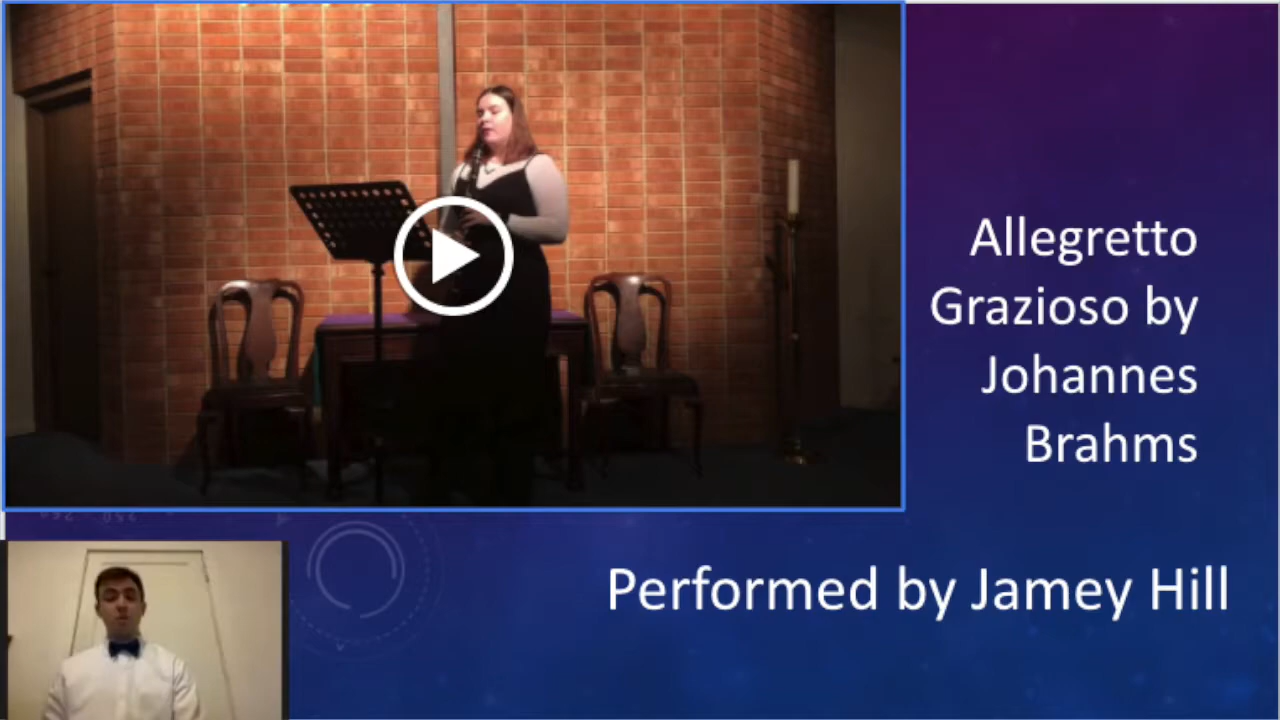 Allegretto
Grazioso by
Johannes
Brahms
Performed by Jamey Hill